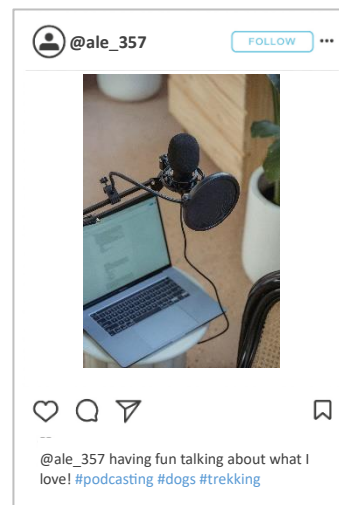 @ale_357
FOLLOW
@ale_357 having fun talking about what I
love! #podcasting #dogs #trekking